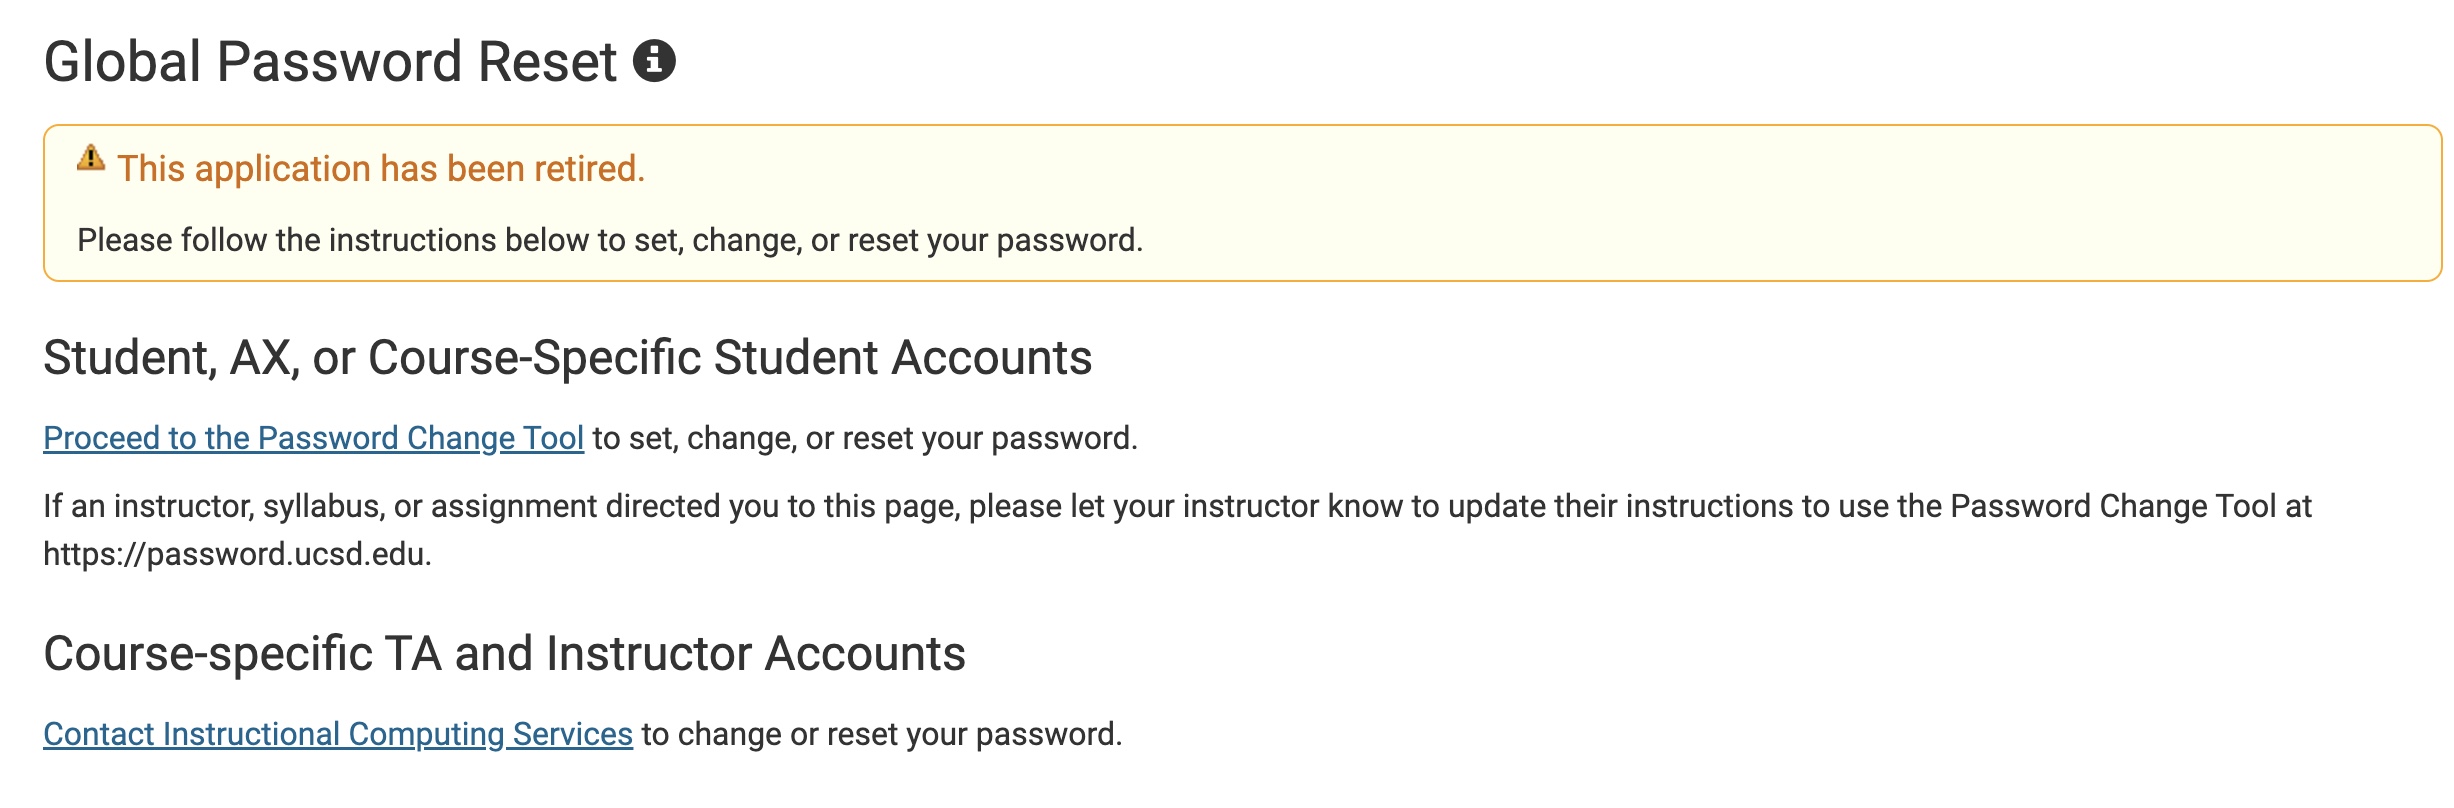 Global Password Reset
This application has been retired.
Please follow the instructions below to set, change, or reset your password.
Student, AX, or Course-Specific Student Accounts
Proceed to the Password Change Tool to set, change, or reset your password.
If an instructor, syllabus, or assignment directed you to this page, please let your instructor know to update their instructions to use the Password Change Tool at
https://password.ucsd.edu.
Course-specific TA and Instructor Accounts
Contact Instructional Computing Services to change or reset your password.